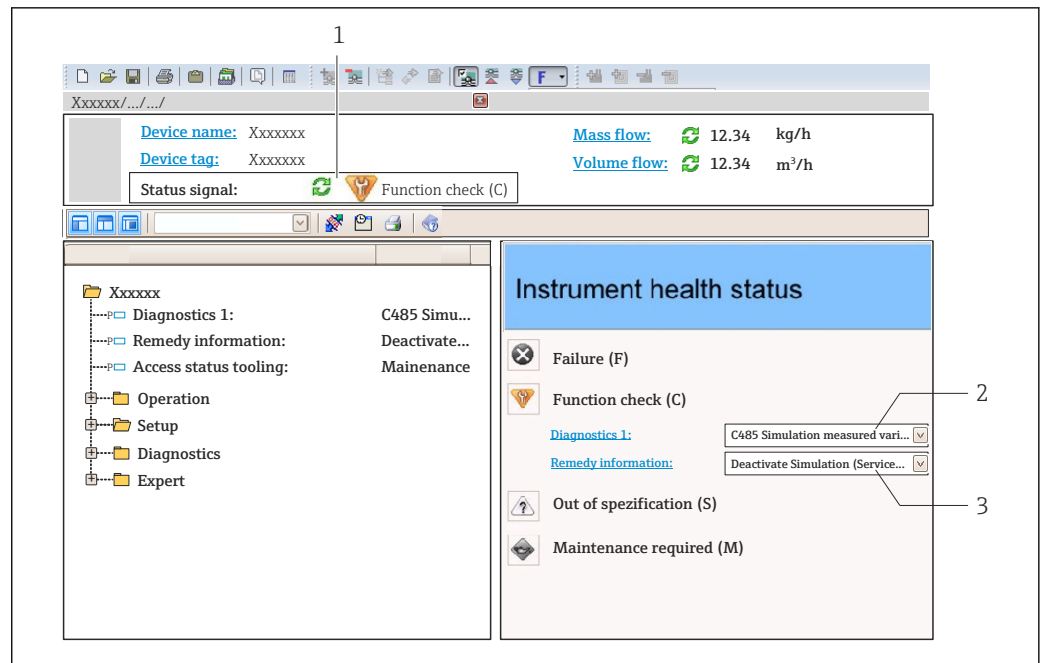 1
F
Xxxxxx/.../.../
Device name: Xxxxxxx
Mass flow: 12.34 kg/h
Device tag: Xxxxxxx
Volume flow: 12.34 m³/h
Status signal: Function check (C)
Xxxxxx
P Diagnostics 1: C485 Simu...
P Remedy information: Deactivate...
P Access status tooling: Mainenance
Operation
Setup
Diagnostics
Expert
Instrument health status
Failure (F)
Function check (C)
2
Diagnostics 1: C485 Simulation measured vari...
Remedy information: Deactivate Simulation (Service...
Out of spezification (S)
3
Maintenance required (M)